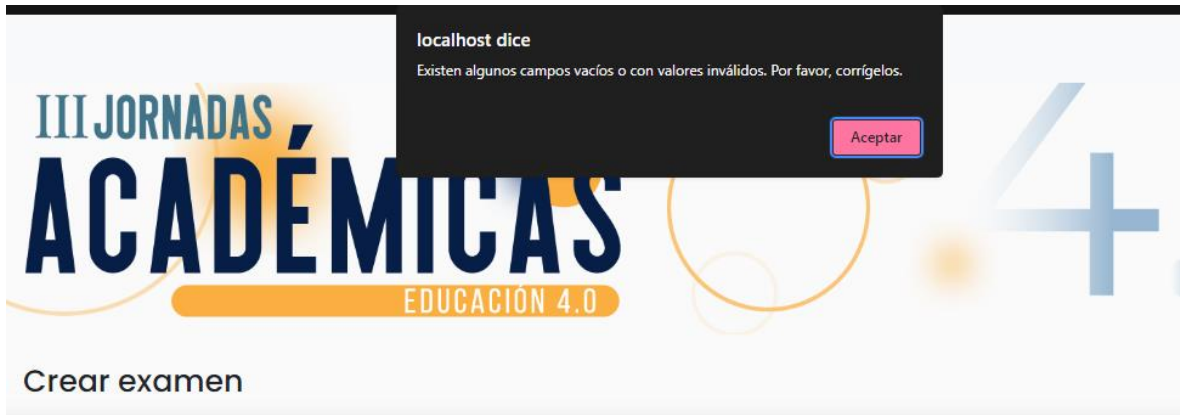 localhost dice
Existen algunos campos vacíos o con valores inválidos. Por favor, corrígelos.
Aceptar
III JORNADAS
ACADÉMICAS
EDUCACIÓN 4.0
4.
Crear examen